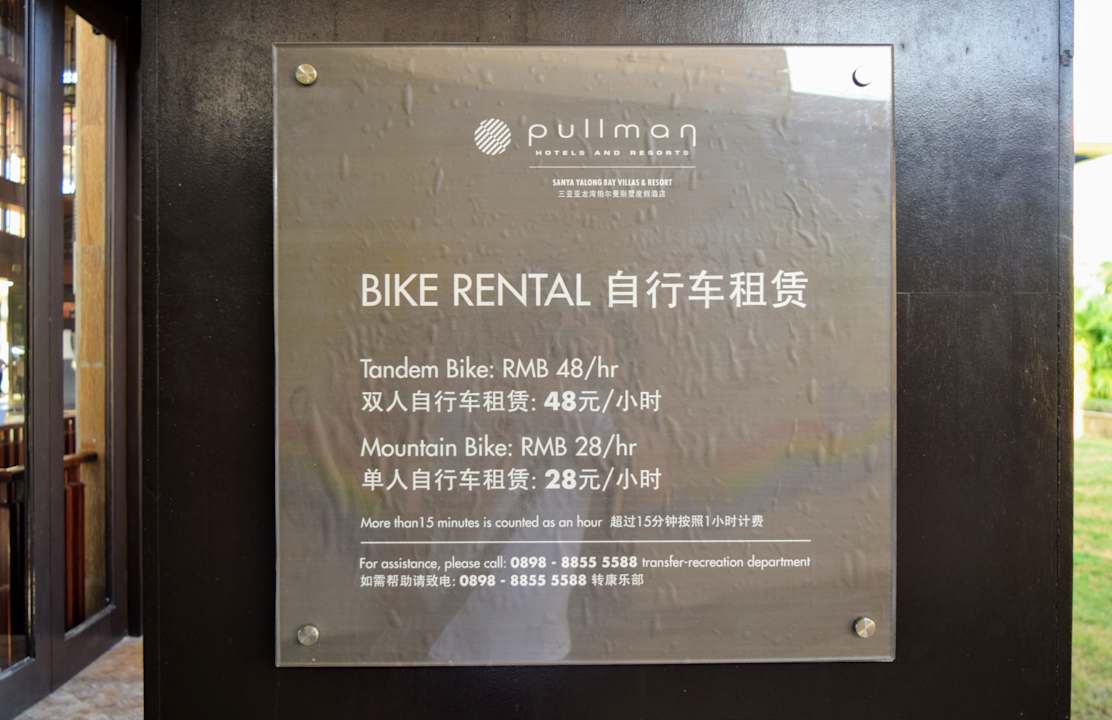 pullman
HOTELS AND RESORTS
SANYA YALONG BAY VILLAS & RESORT
三亚亚龙湾铂尔曼别墅度假酒店
BIKE RENTAL 自行车租赁
Tandem Bike: RMB 48/hr
双人自行车租赁: 48元/小时
Mountain Bike: RMB 28/hr
单人自行车租赁: 28元/小时
More than15 minutes is counted as an hour 超过15分钟按照1小时计费
For assistance, please call: 0898 - 8855 5588 transfer-recreation department
如需帮助请致电: 0898 - 8855 5588 转康乐部